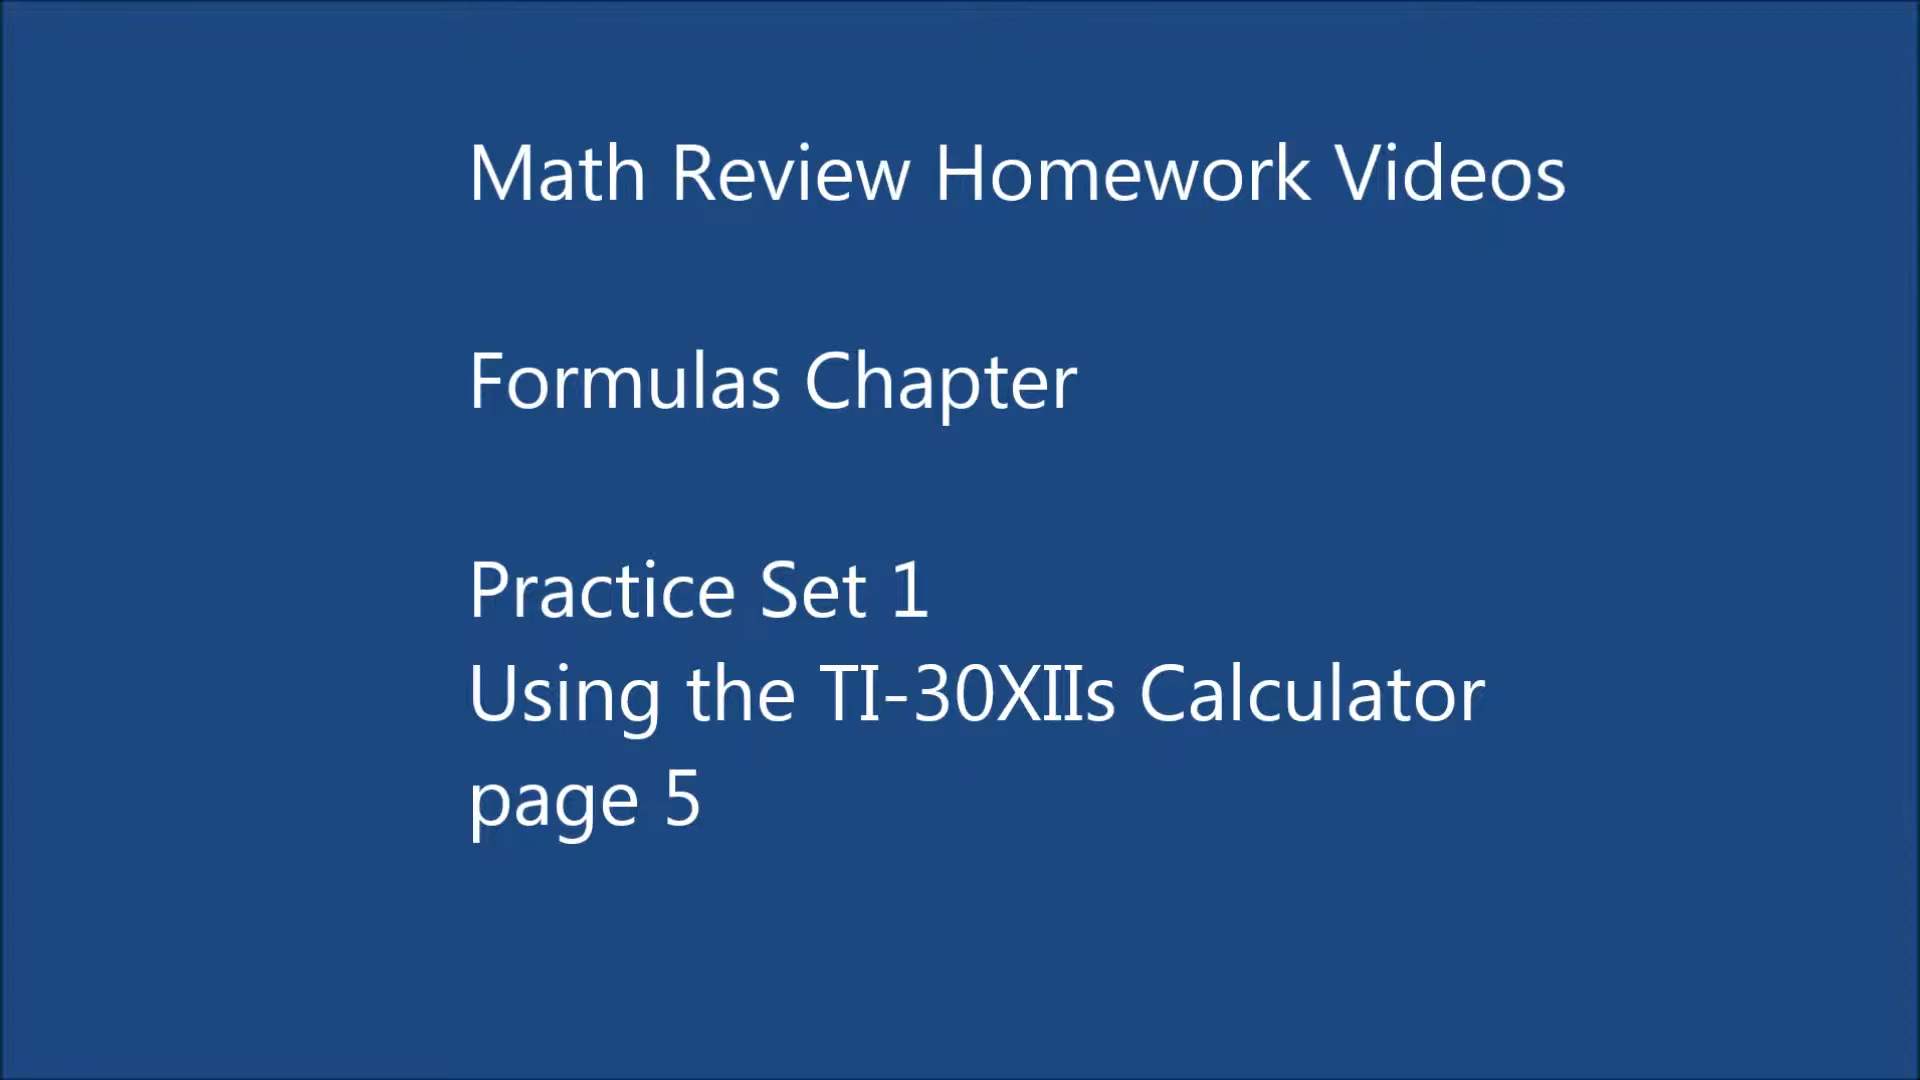 Math Review Homework Videos
Formulas Chapter
Practice Set 1
Using the TI-30XIIs Calculator
page 5